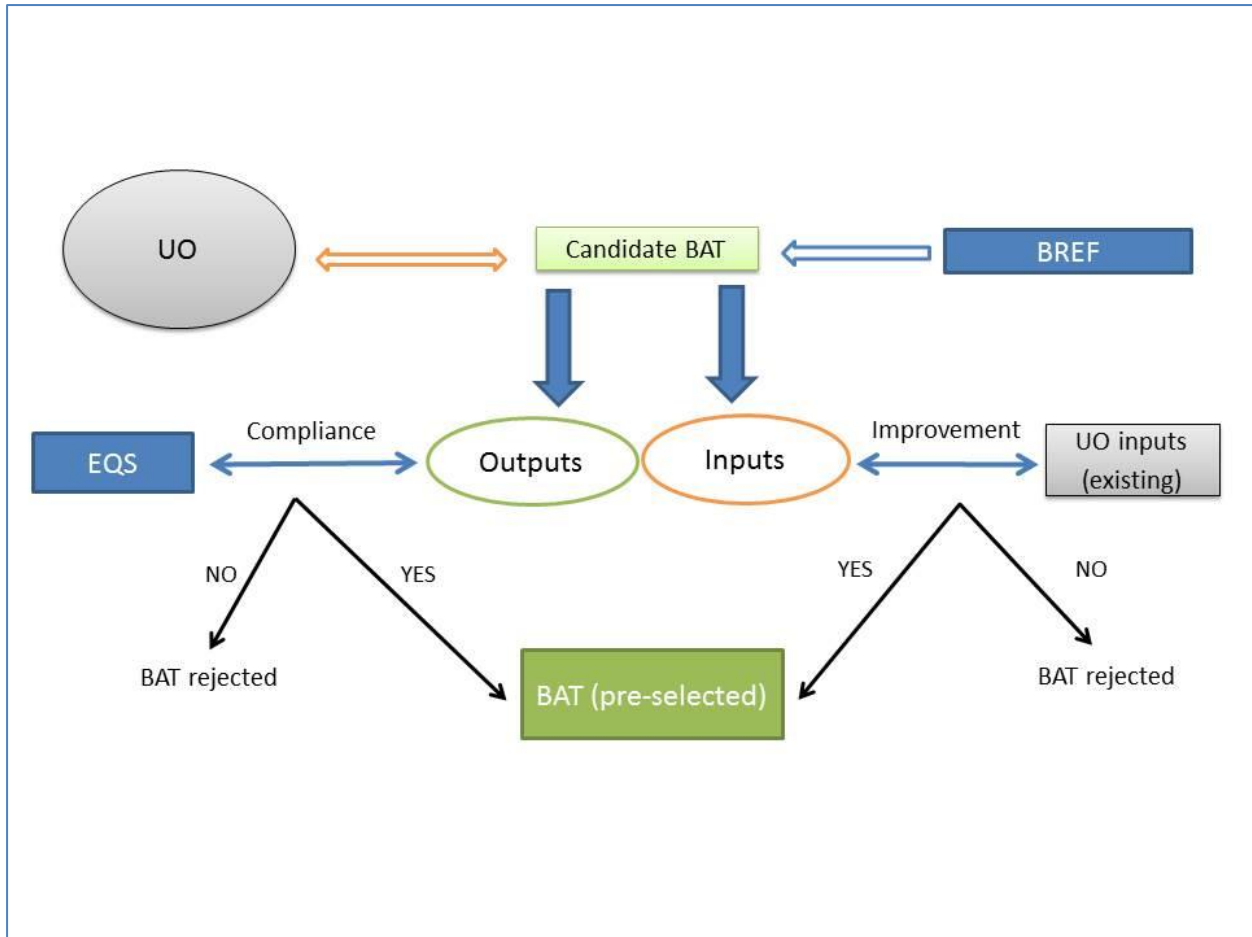 UO
Candidate BAT
BREF
Compliance
Improvement
EQS
Outputs
Inputs
UO inputs
(existing)
NO
YES
YES
NO
BAT rejected
BAT (pre-selected)
BAT rejected